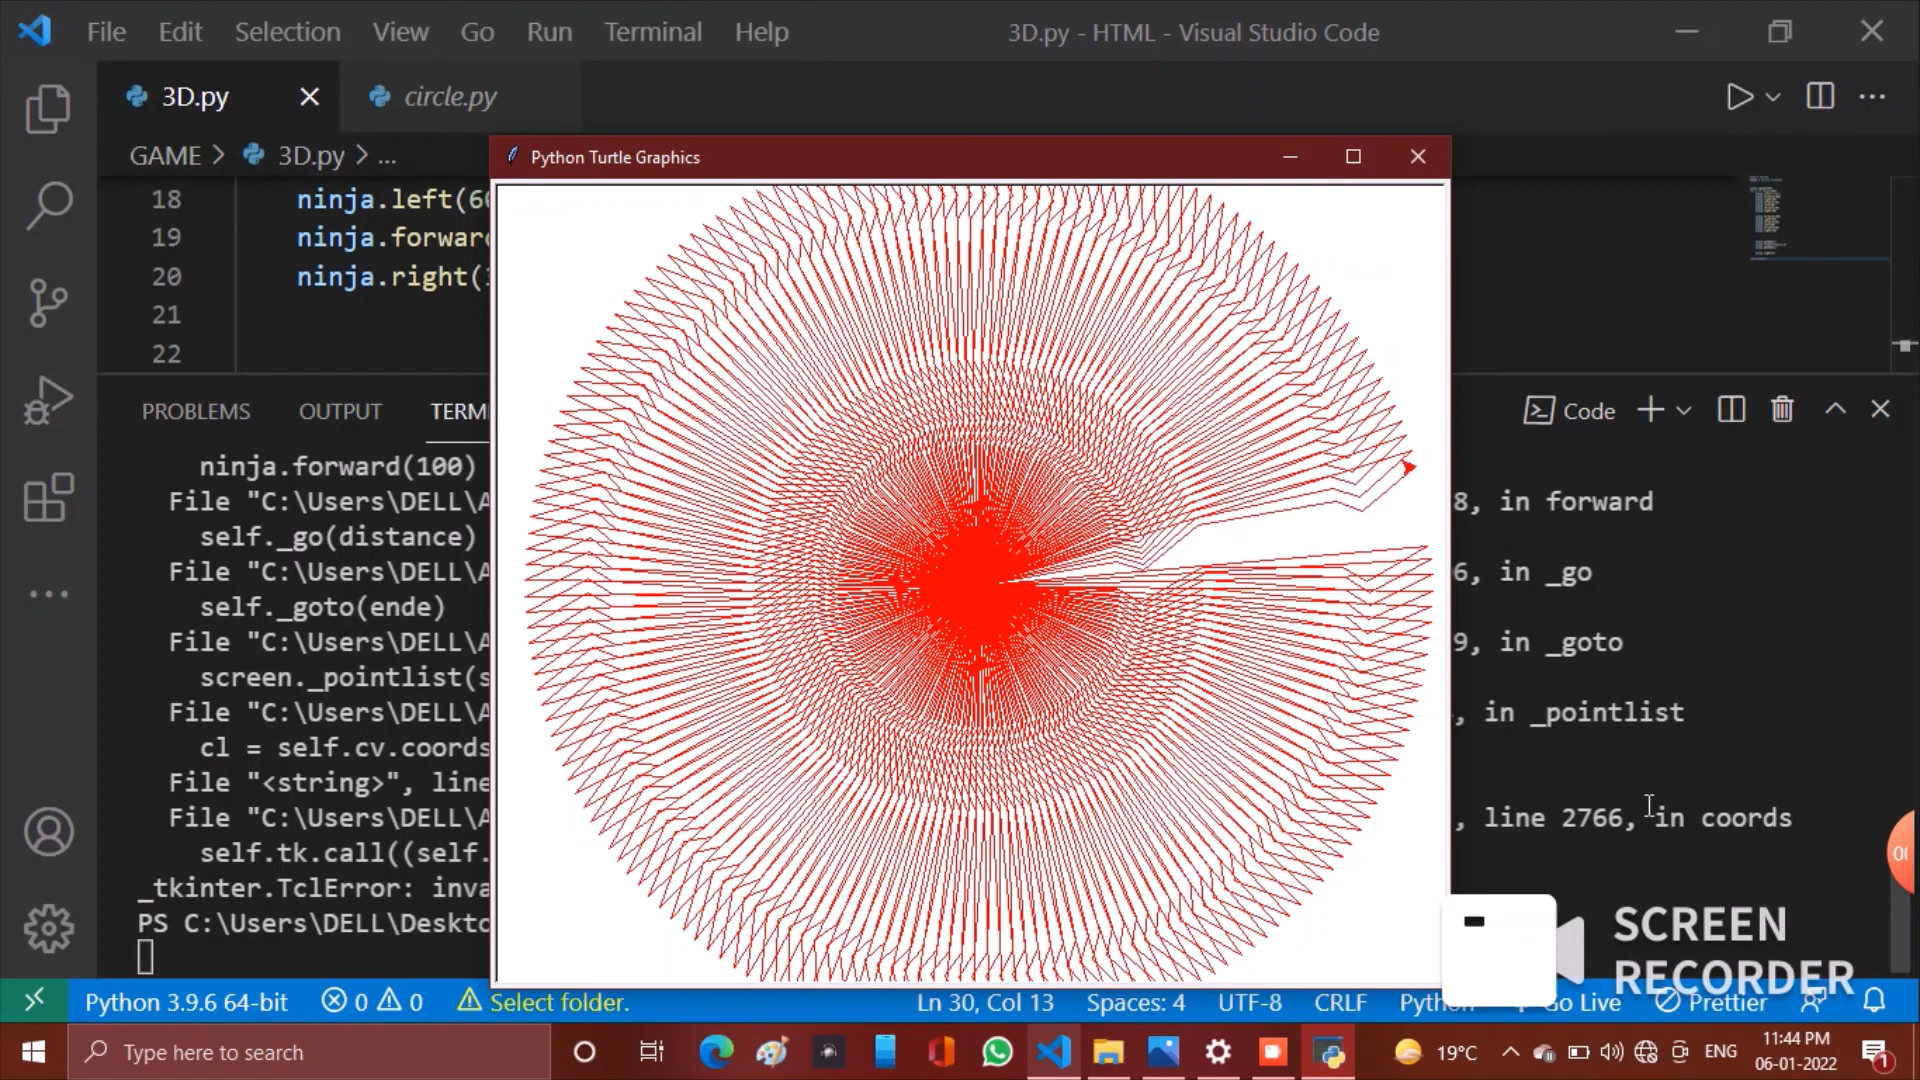 File Edit Selection View Go Run Terminal Help 3D.py - HTML - Visual Studio Code
3D.py circle.py
GAME > 3D.py > ...
Python Turtle Graphics
18 ninja.left(60
19 ninja.forward
20 ninja.right(
21
22
PROBLEMS OUTPUT TERM
Code
ninja.forward(100)
File "C:\Users\DELL\A
8, in forward
self._go(distance)
File "C:\Users\DELL\A
6, in _go
self._goto(ende)
File "C:\Users\DELL\A
9, in _goto
screen._pointlist(s
File "C:\Users\DELL\A
, in _pointlist
cl = self.cv.coords
File "<string>", line
File "C:\Users\DELL\A
, line 2766, in coords
self.tk.call((self.
_tkinter.TclError: inva
PS C:\Users\DELL\Deskto
SCREEN
RECORDER
Python 3.9.6 64-bit 0 0 Select folder. Ln 30, Col 13 Spaces: 4 UTF-8 CRLF Python Go Live Prettier
Type here to search 19°C ENG 11:44 PM
06-01-2022
1